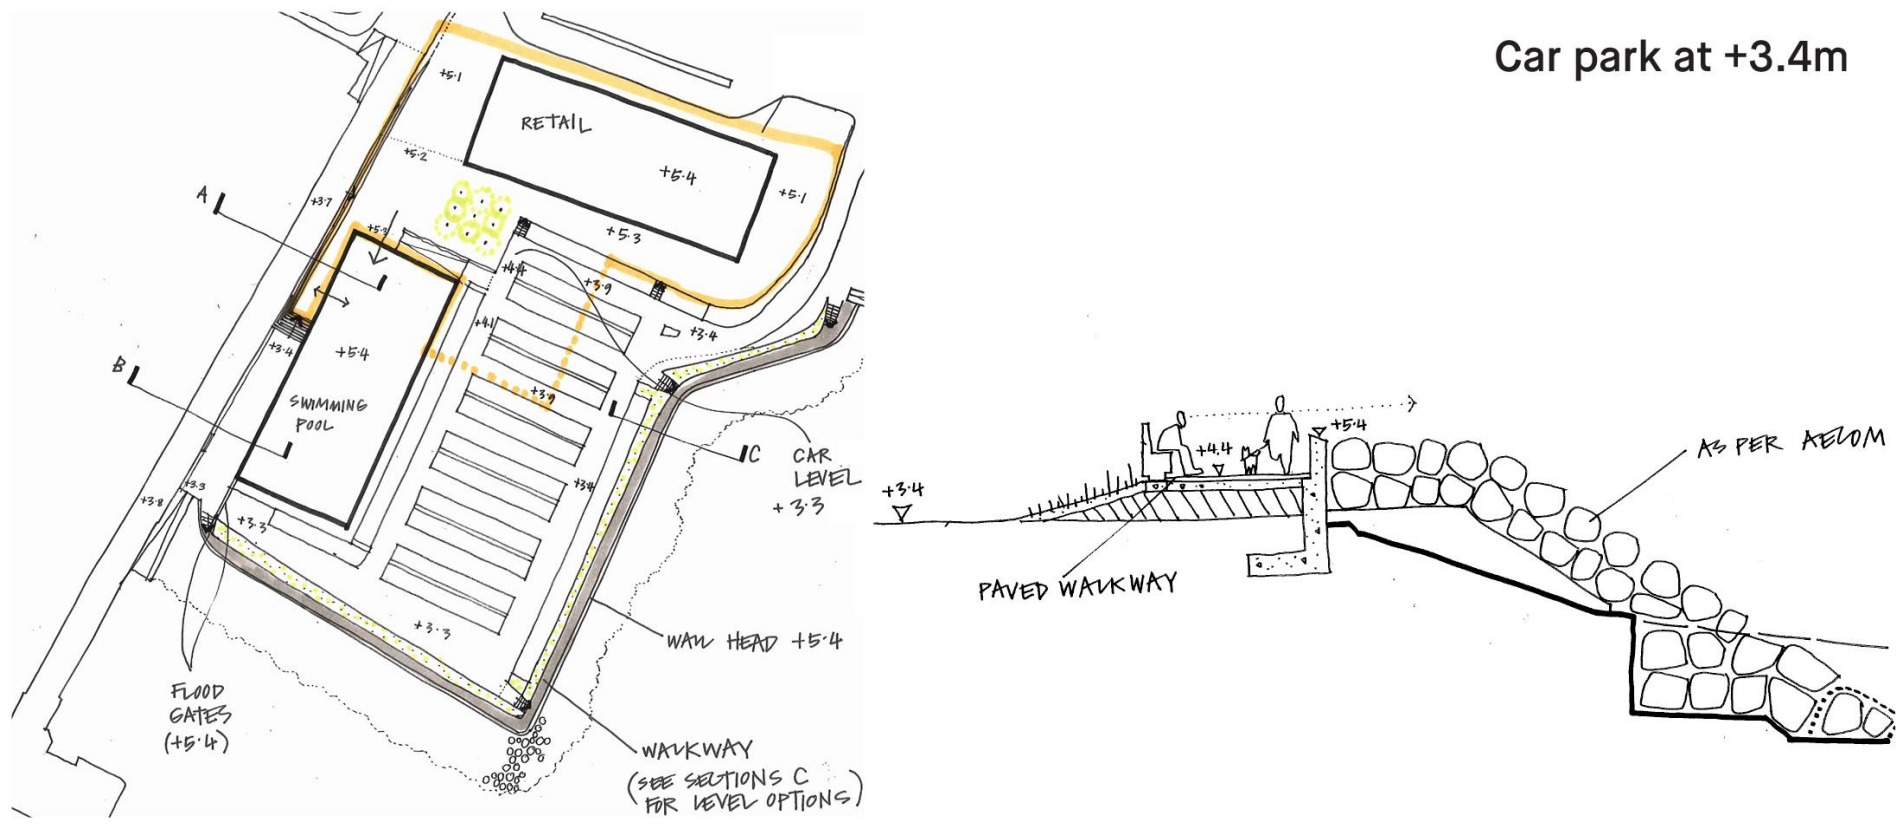 Car park at +3.4m
+5.1
RETAIL
+5.4
+5.1
+5.2
A
+3.7
+5.3
+5.3
+4.4
+3.9
+4.1
+3.4
+3.4
+5.4
B
SWIMMING
POOL
+3.9
C
CAR
LEVEL
+3.3
+3.4
+3.3
+3.8
+3.3
+3.3
WALL HEAD +5.4
FLOOD
GATES
(+5.4)
WALKWAY
(SEE SECTIONS C
FOR LEVEL OPTIONS)
+5.4
+4.4
AS PER AECOM
+3.4
PAVED WALKWAY